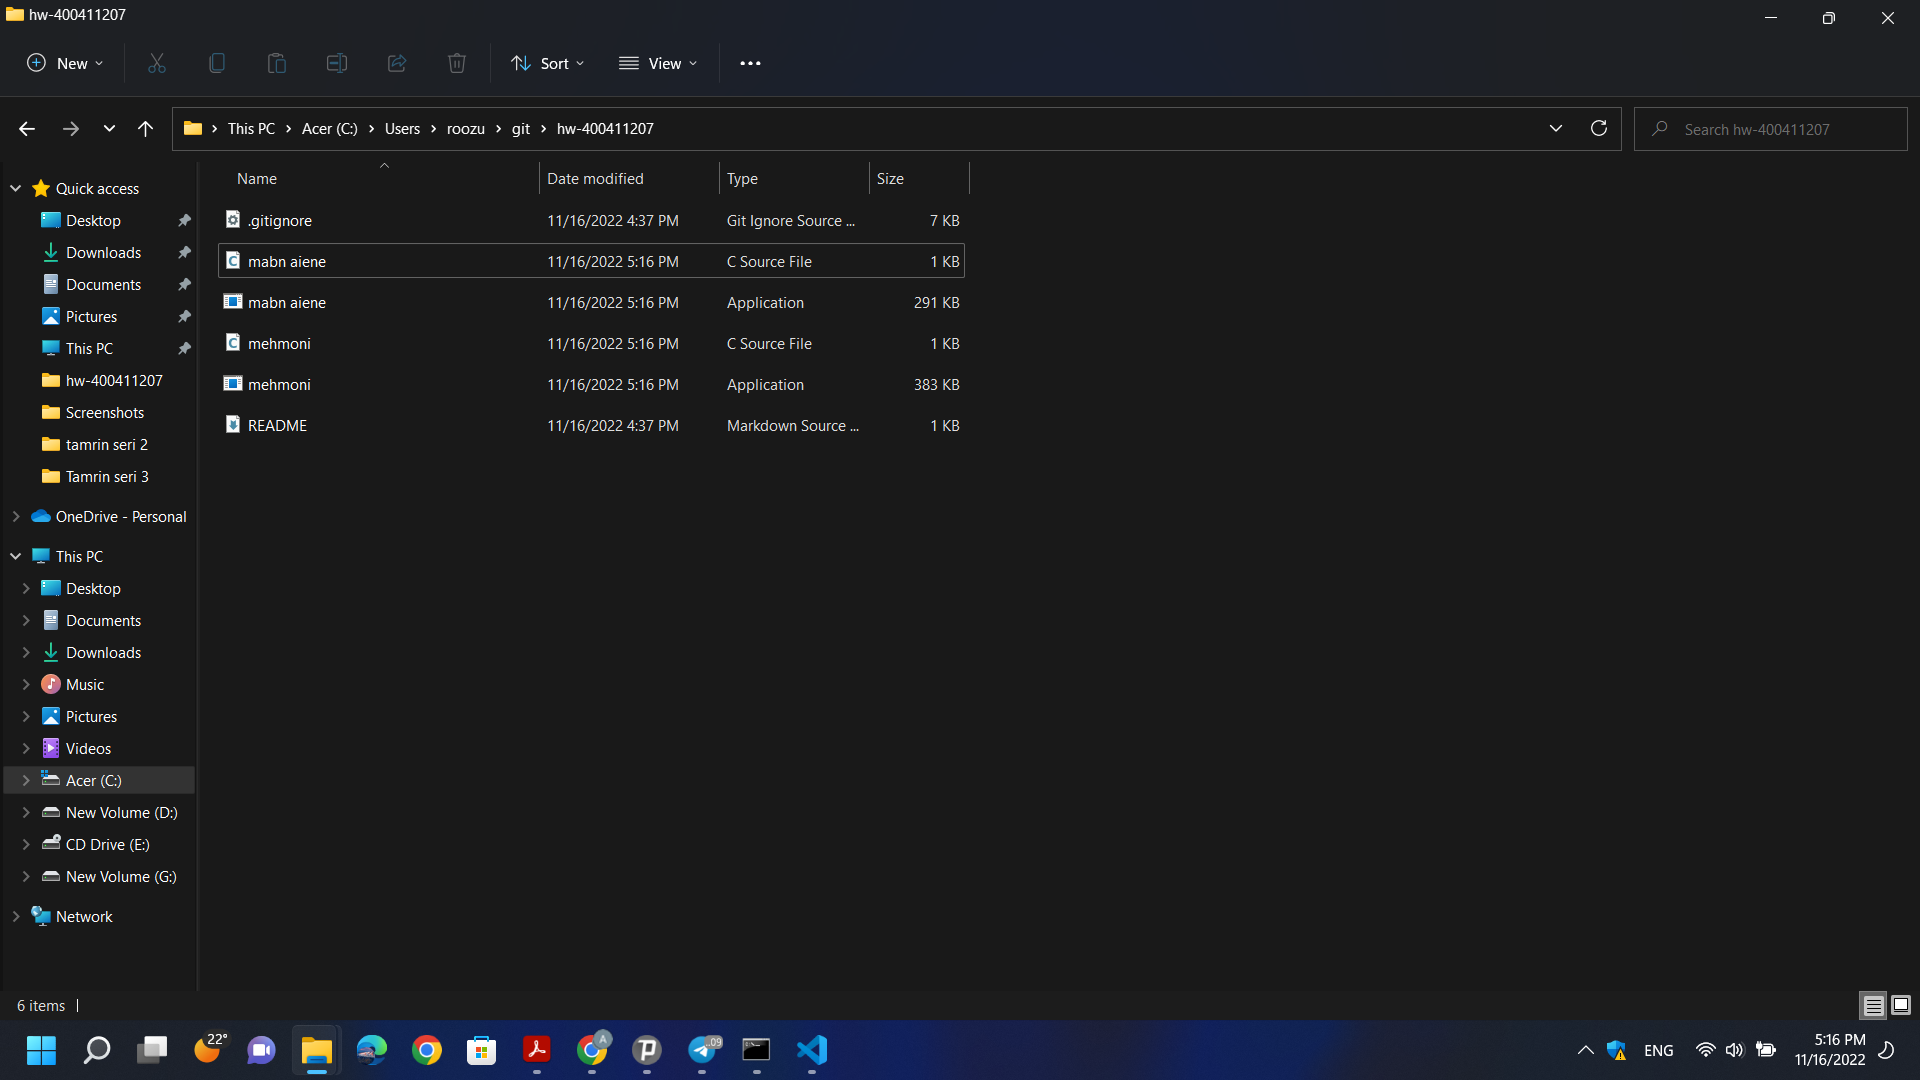 hw-400411207
New
Sort
View
This PC > Acer (C:) > Users > roozu > git > hw-400411207
Search hw-400411207
Name Date modified Type Size
.gitignore 11/16/2022 4:37 PM Git Ignore Source ... 7 KB
mabn aiene 11/16/2022 5:16 PM C Source File 1 KB
mabn aiene 11/16/2022 5:16 PM Application 291 KB
mehmoni 11/16/2022 5:16 PM C Source File 1 KB
mehmoni 11/16/2022 5:16 PM Application 383 KB
README 11/16/2022 4:37 PM Markdown Source ... 1 KB
Quick access
Desktop
Downloads
Documents
Pictures
This PC
hw-400411207
Screenshots
tamrin seri 2
Tamrin seri 3
OneDrive - Personal
This PC
Desktop
Documents
Downloads
Music
Pictures
Videos
Acer (C:)
New Volume (D:)
CD Drive (E:)
New Volume (G:)
Network
6 items
22°
A
..09
ENG
5:16 PM
11/16/2022